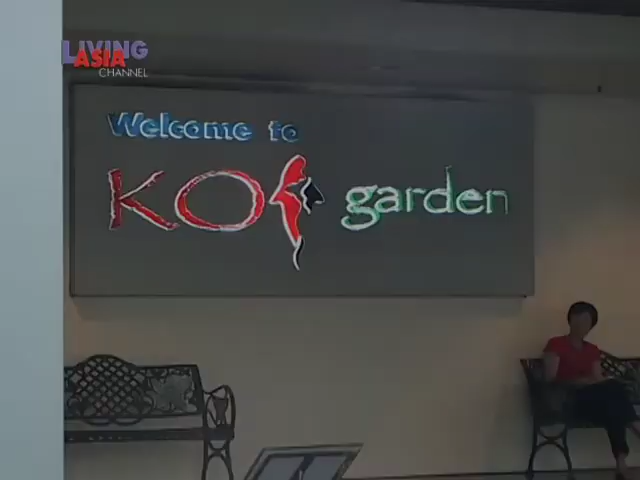 LIVING
ASIA
CHANNEL
Welcome to
KOi garden